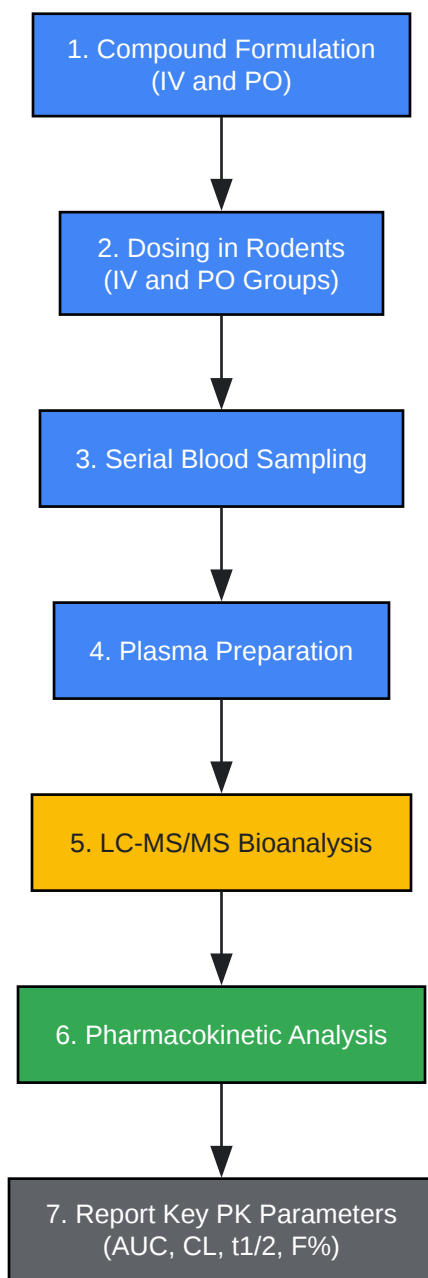 1. Compound Formulation
(IV and PO)
2. Dosing in Rodents
(IV and PO Groups)
3. Serial Blood Sampling
4. Plasma Preparation
5. LC-MS/MS Bioanalysis
6. Pharmacokinetic Analysis
7. Report Key PK Parameters
(AUC, CL, t1/2, F%)